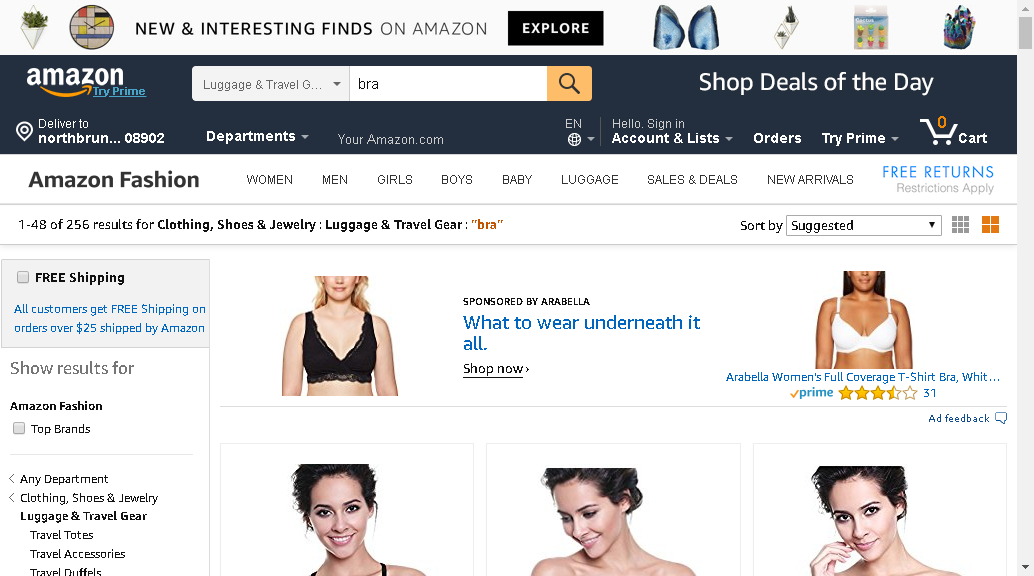 NEW & INTERESTING FINDS ON AMAZON
EXPLORE
Cactus
amazon
Try Prime
Luggage & Travel G...
bra
Shop Deals of the Day
Deliver to
northbrun... 08902
Departments
Your Amazon.com
EN
Hello. Sign in
Account & Lists
Orders
Try Prime
0
Cart
Amazon Fashion
WOMEN
MEN
GIRLS
BOYS
BABY
LUGGAGE
SALES & DEALS
NEW ARRIVALS
FREE RETURNS
Restrictions Apply
1-48 of 256 results for Clothing, Shoes & Jewelry : Luggage & Travel Gear : "bra"
Sort by
Suggested
FREE Shipping
All customers get FREE Shipping on
orders over $25 shipped by Amazon
Show results for
Amazon Fashion
Top Brands
Any Department
Clothing, Shoes & Jewelry
Luggage & Travel Gear
Travel Totes
Travel Accessories
Travel Duffels
SPONSORED BY ARABELLA
What to wear underneath it
all.
Shop now ›
Arabella Women's Full Coverage T-Shirt Bra, Whit...
prime
31
Ad feedback